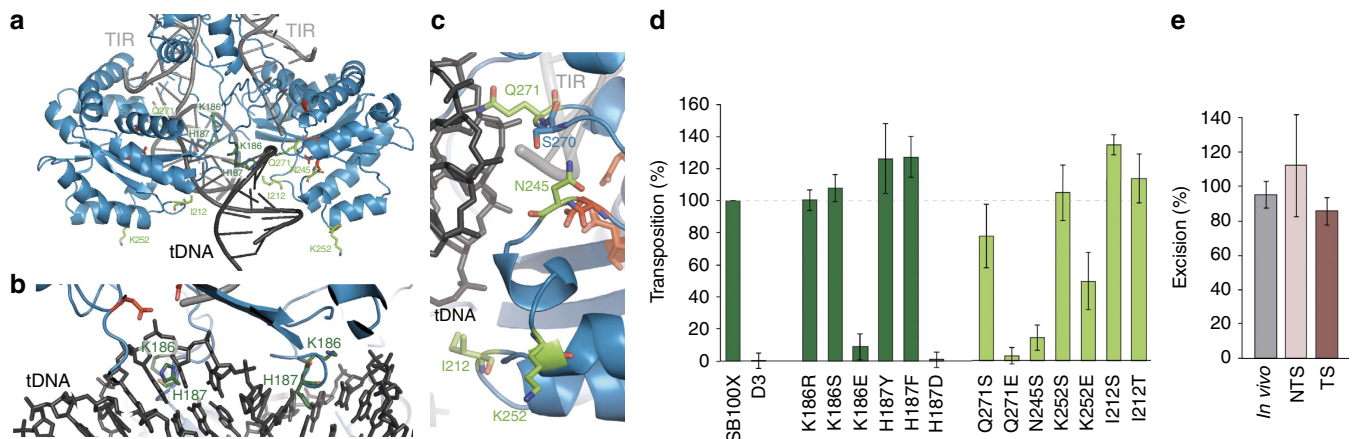 a
TIR
TIR
Q271
K186
H187
K186
H187
Q271
N245
I212
I212
K252
K252
tDNA
b
K186
K186
H187
H187
tDNA
c
Q271
TIR
S270
N245
tDNA
I212
K252
d
Transposition (%)
160
140
120
100
80
60
40
20
0
SB100X
D3
K186R
K186S
K186E
H187Y
H187F
H187D
Q271S
Q271E
N245S
K252S
K252E
I212S
I212T
e
Excision (%)
140
120
100
80
60
40
20
0
In vivo
NTS
TS